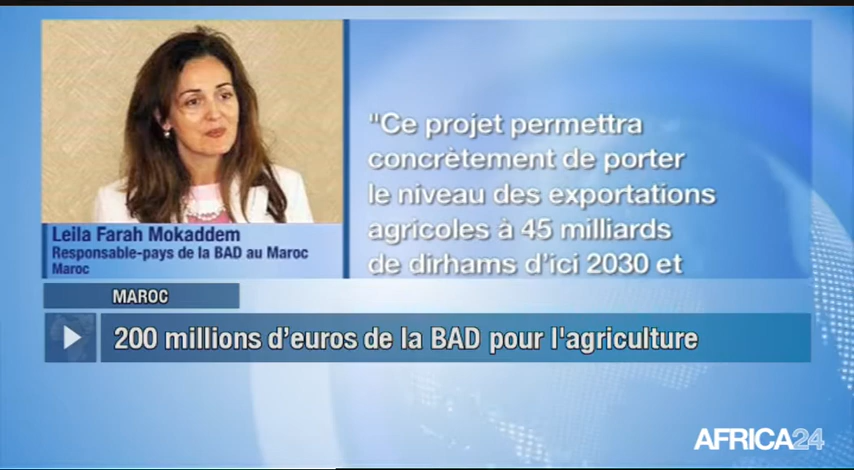 "Ce projet permettra
concrètement de porter
le niveau des exportations
agricoles à 45 milliards
de dirhams d'ici 2030 et
Leila Farah Mokaddem
Responsable-pays de la BAD au Maroc
Maroc
MAROC
200 millions d’euros de la BAD pour l'agriculture
AFRICA24